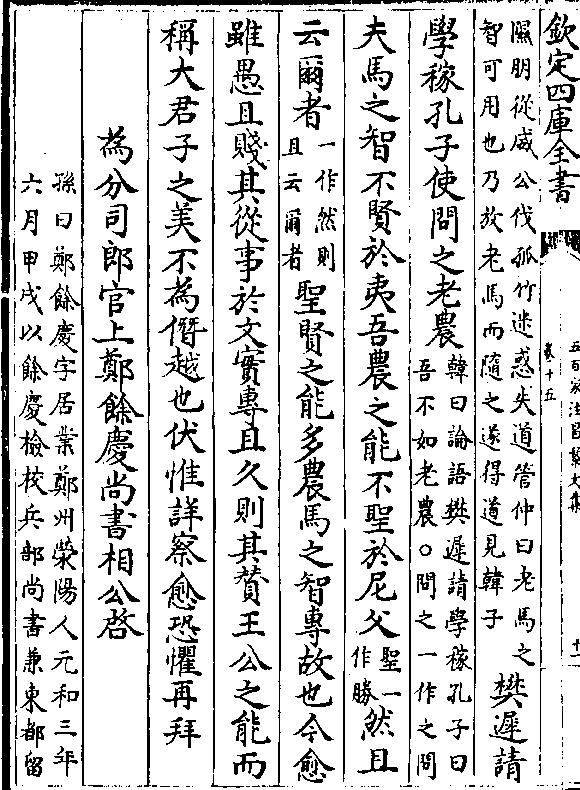 欽定四庫全書
五百家注昌黎文集
卷十五
十一
隰朋從威公伐孤竹迷惑失道管仲曰老馬之
智可用也乃放老馬而隨之遂得道見韓子
樊遲請
學稼孔子使問之老農
韓曰論語樊遲請學稼孔子曰
吾不如老農○問之一作之問
夫馬之智不賢於夷吾農之能不聖於尼父
聖一
作勝
然且
云爾者
一作然則
且云爾者
聖賢之能多農馬之智專故也今愈
雖愚且賤其從事於文實專且久則其贊王公之能而
稱大君子之美不為僭越也伏惟詳察愈恐懼再拜
為分司郎官上鄭餘慶尚書相公啓
孫曰鄭餘慶字居業鄭州滎陽人元和三年
六月甲戌以餘慶檢校兵部尚書兼東都留